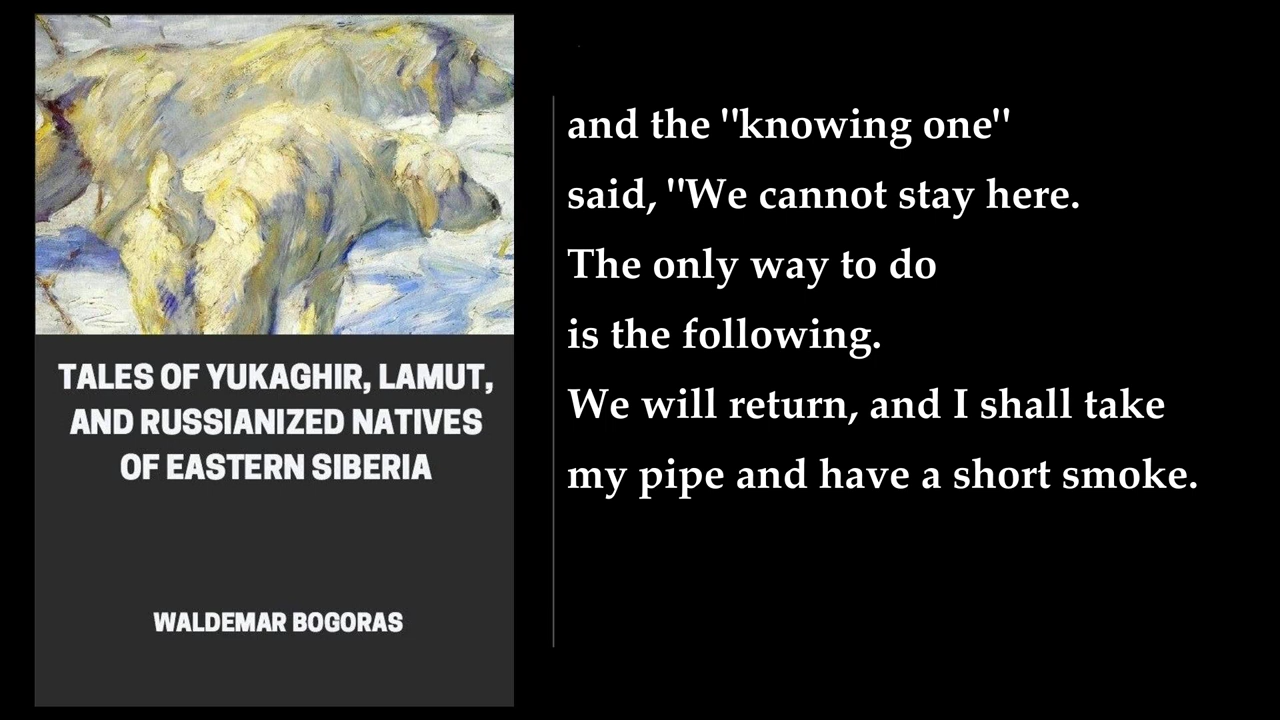 TALES OF YUKAGHIR, LAMUT,
AND RUSSIANIZED NATIVES
OF EASTERN SIBERIA
WALDEMAR BOGORAS
and the "knowing one"
said, "We cannot stay here.
The only way to do
is the following.
We will return, and I shall take
my pipe and have a short smoke.